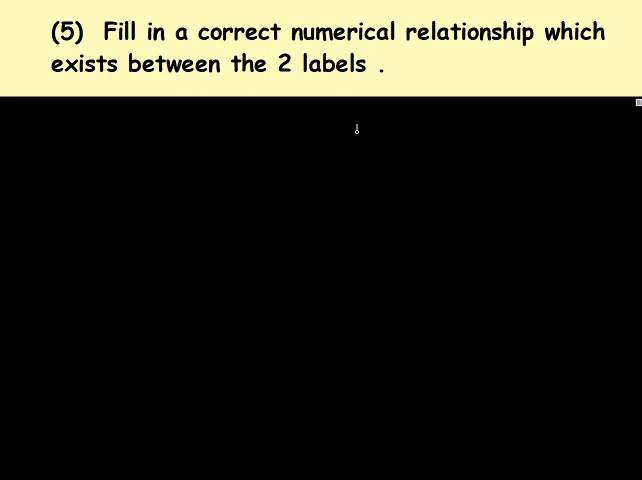 (5) Fill in a correct numerical relationship which
exists between the 2 labels .